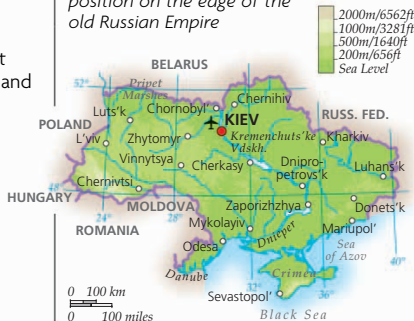 position on the edge of the
old Russian Empire
t
and
2000m/6562ft
1000m/3281ft
500m/1640ft
200m/656ft
Sea Level
BELARUS
52°
Pripet
Marshes
Chornobyl'
Chernihiv
Luts'k
KIEV
RUSS. FED.
POLAND
Kremenchuts'ke
Vdskh.
Kharkiv
L'viv
Zhytomyr
Vinnytsya
Cherkasy
Dnipro-
petrovs'k
Luhans'k
Chernivtsi
48
HUNGARY
24°
MOLDOVA
28°
Zaporizhzhya
Donets'k
ROMANIA
Mykolayiv
Dnieper
Mariupol'
Odesa
Sea
of Azov
40°
Danube
Crimea
32°
36°
Sevastopol'
Black Sea
0 100 km
0 100 miles